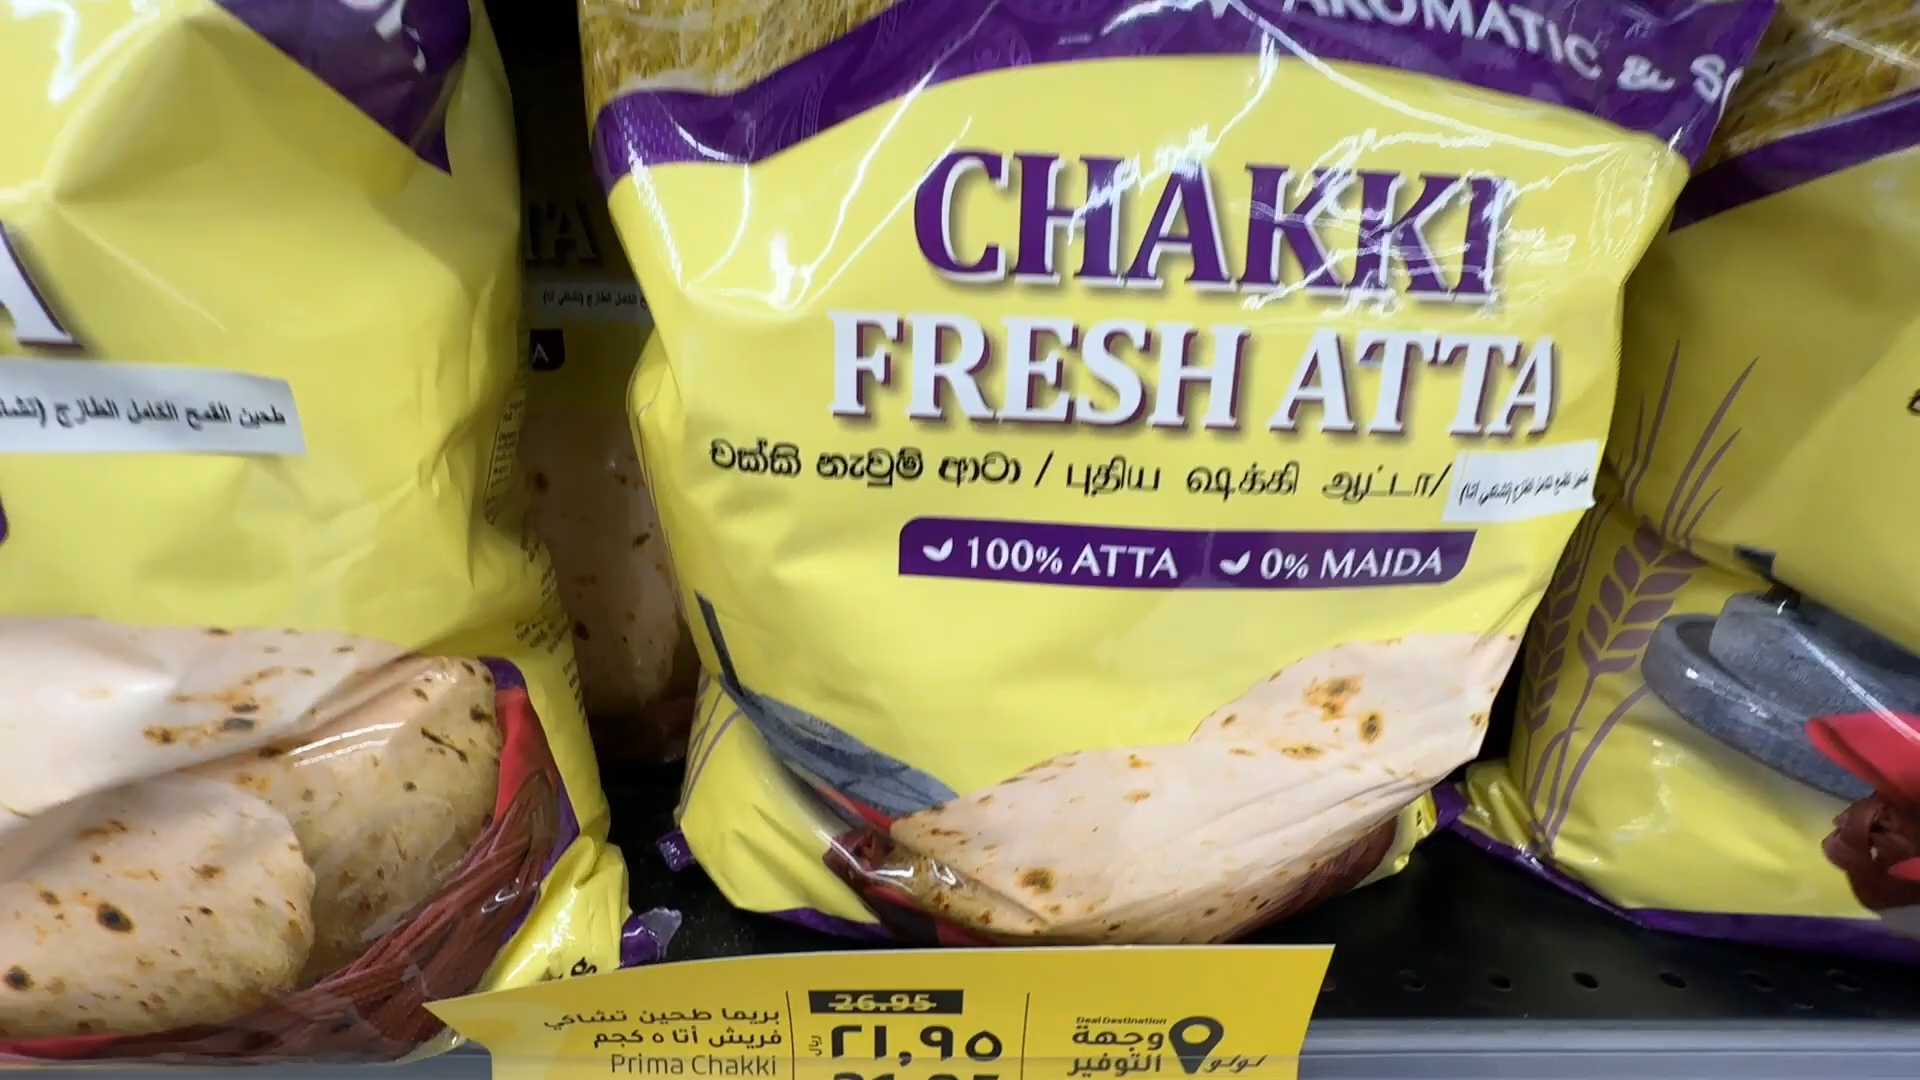 AROMATIC &
CHAKKI
FRESH ATTA
චක්කි නැවුම් ආටා / புதிய ஷக்கி ஆட்டா/
100% ATTA 0% MAIDA
طحين القمح الكامل الطازج
26.95
٢١,٩٥
ريال
بريما طحين تشاكي
فريش أتا ٥ كجم
Prima Chakki
Deal Destination
وجهة
التوفير
لولو